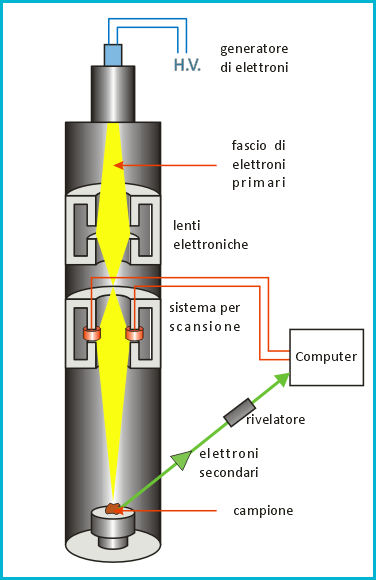 generatore
di elettroni
H.V.
fascio di
elettroni
primari
lenti
elettroniche
sistema per
scansione
Computer
rivelatore
elettroni
secondari
campione